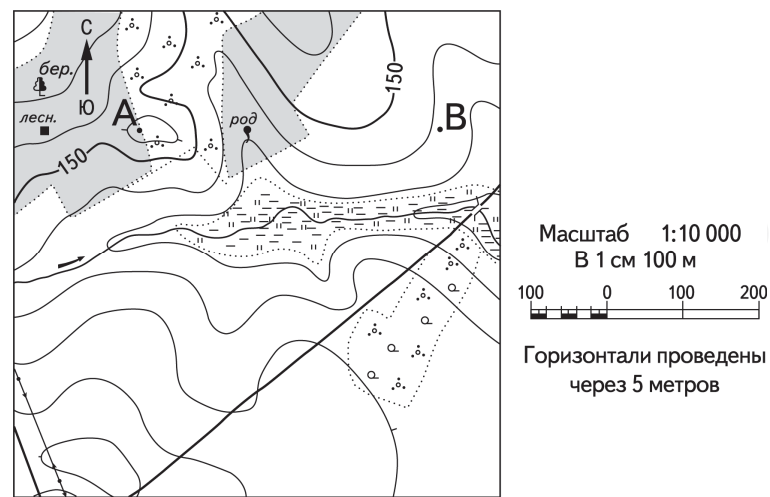 С
бер.
Ю
лесн.
А
род
150
В
150
Масштаб 1:10 000
В 1 см 100 м
100 0 100 200
Горизонтали проведены
через 5 метров